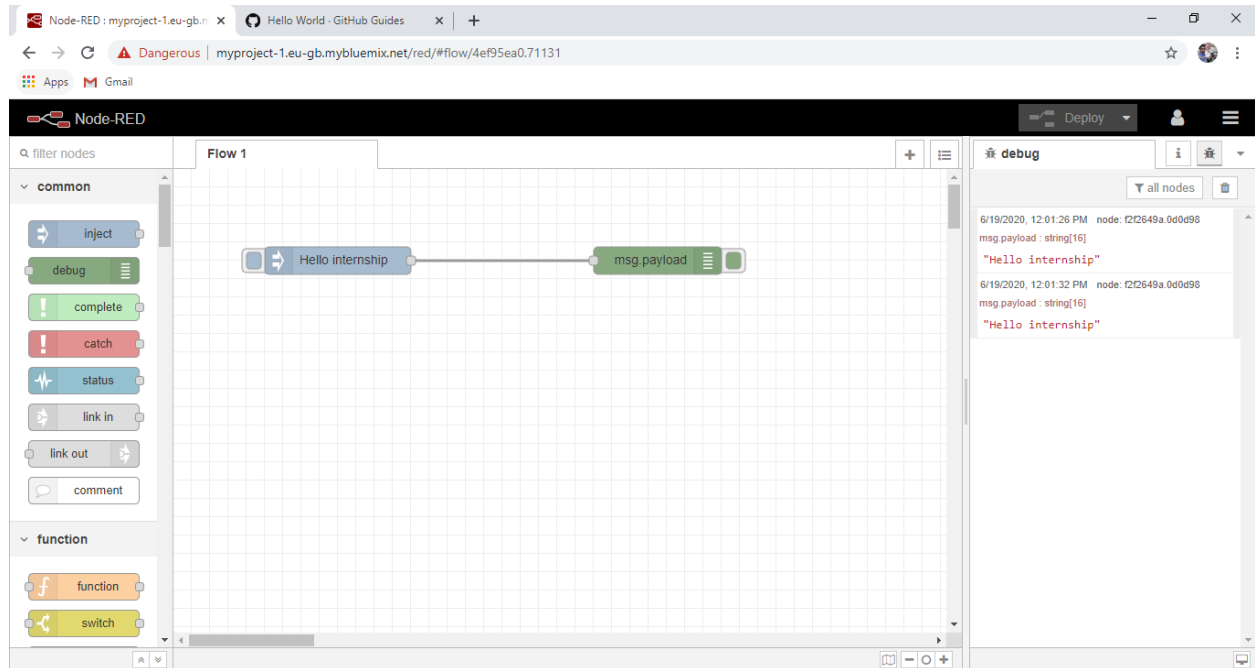 Node-RED : myproject-1.eu-gb.m
Hello World · GitHub Guides
Dangerous | myproject-1.eu-gb.mybluemix.net/red/#flow/4ef95ea0.71131
Apps Gmail
Node-RED
Deploy
filter nodes
Flow 1
debug
i
all nodes
common
inject
debug
complete
catch
status
link in
link out
comment
function
function
switch
Hello internship
msg.payload
6/19/2020, 12:01:26 PM node: f2f2649a.0d0d98
msg.payload : string[16]
"Hello internship"
6/19/2020, 12:01:32 PM node: f2f2649a.0d0d98
msg.payload : string[16]
"Hello internship"